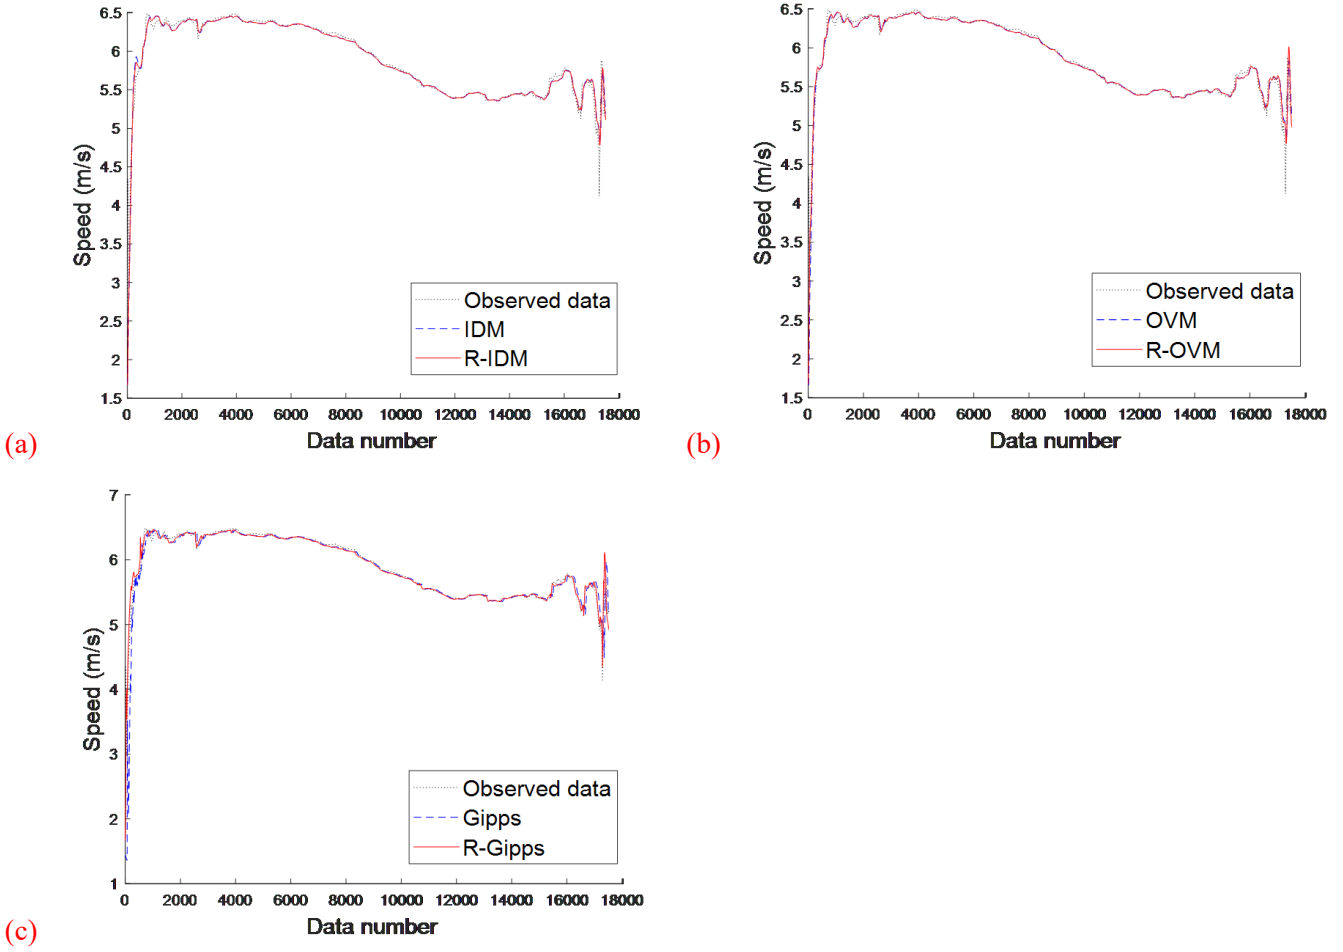 6.5
6
5.5
5
4.5
4
3.5
3
2.5
2
1.5
Speed (m/s)
Observed data
IDM
R-IDM
0 2000 4000 6000 8000 10000 12000 14000 16000 18000
Data number
(a)
6.5
6
5.5
5
4.5
4
3.5
3
2.5
2
1.5
Speed (m/s)
Observed data
OVM
R-OVM
0 2000 4000 6000 8000 10000 12000 14000 16000 18000
Data number
(b)
7
6
5
4
3
2
1
Speed (m/s)
Observed data
Gipps
R-Gipps
0 2000 4000 6000 8000 10000 12000 14000 16000 18000
Data number
(c)